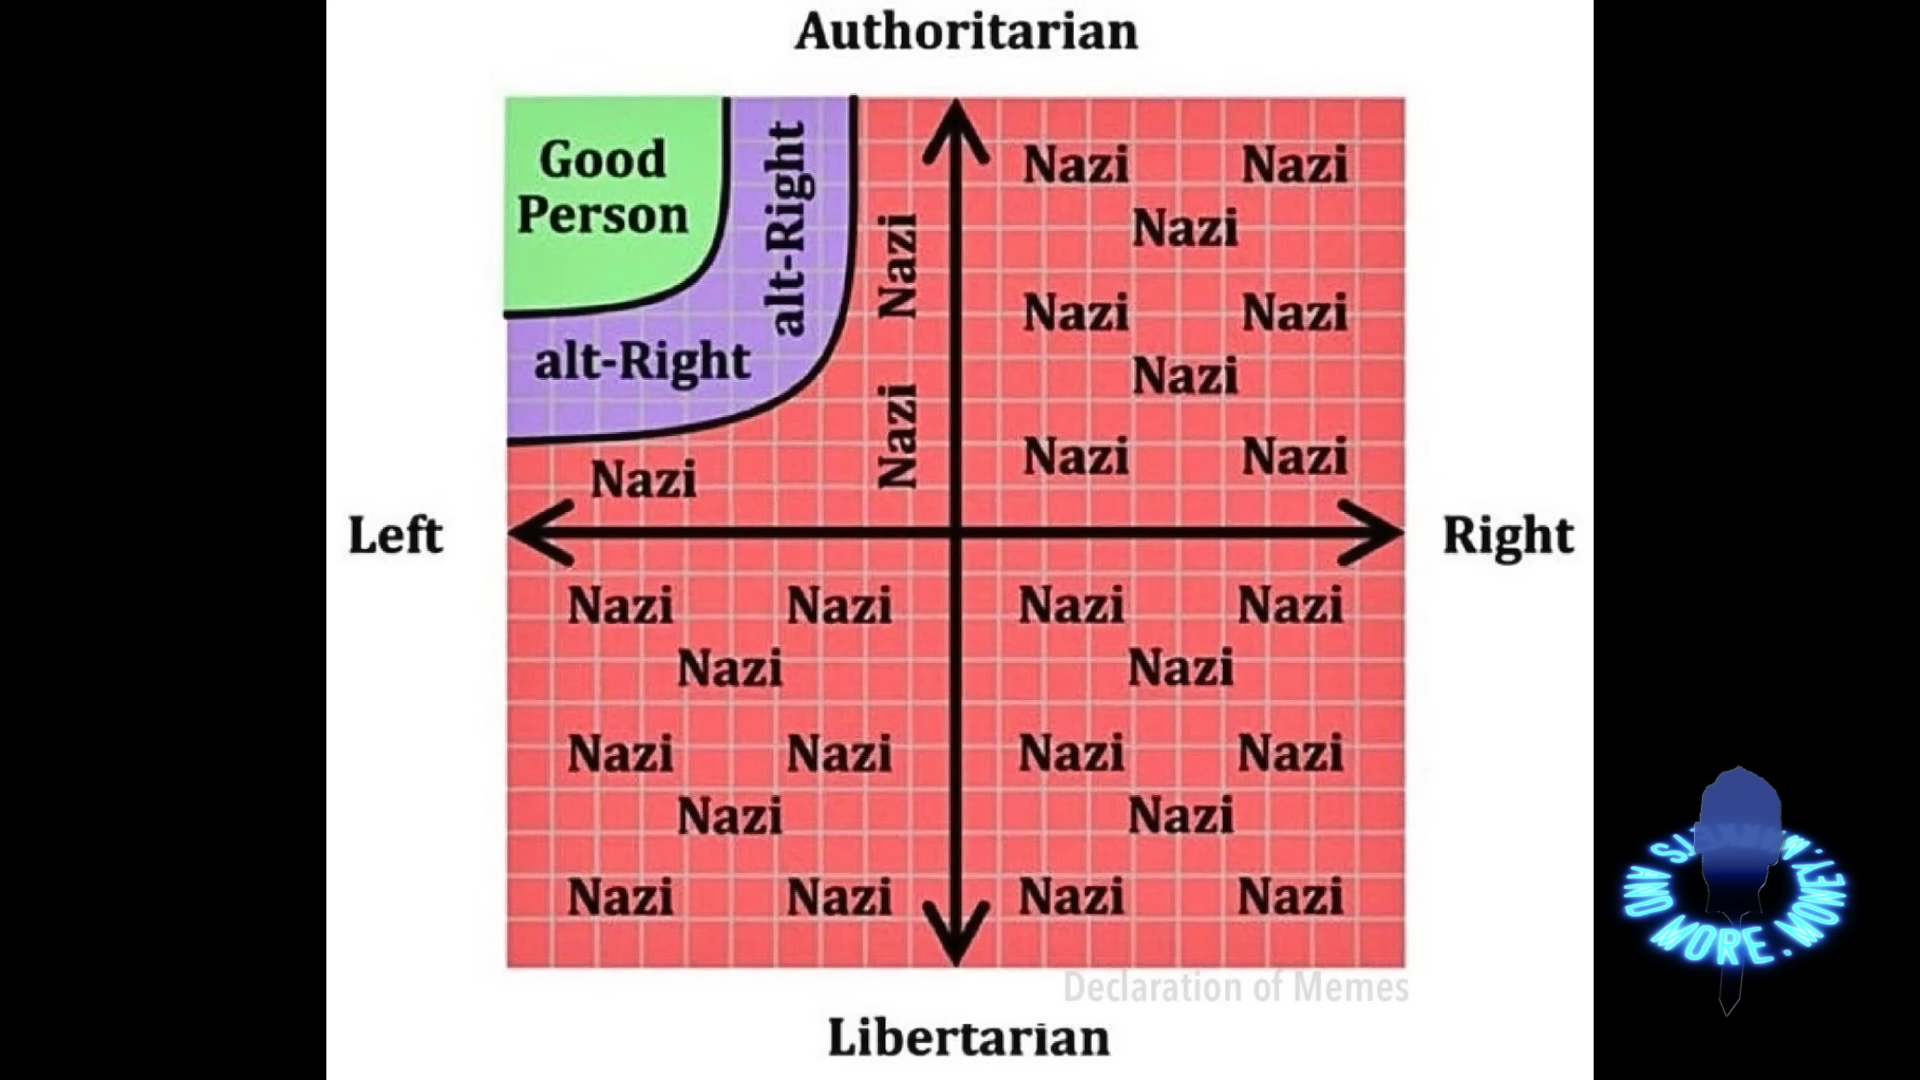 Authoritarian
Good
Person
alt-Right
alt-Right
Nazi
Nazi
Nazi
Nazi Nazi
Nazi
Nazi Nazi
Nazi
Nazi Nazi
Left
Right
Nazi Nazi Nazi Nazi
Nazi Nazi
Nazi Nazi Nazi Nazi
Nazi Nazi
Nazi Nazi Nazi Nazi
Declaration of Memes
Libertarian
MONEY. MARKETS
AND MORE.